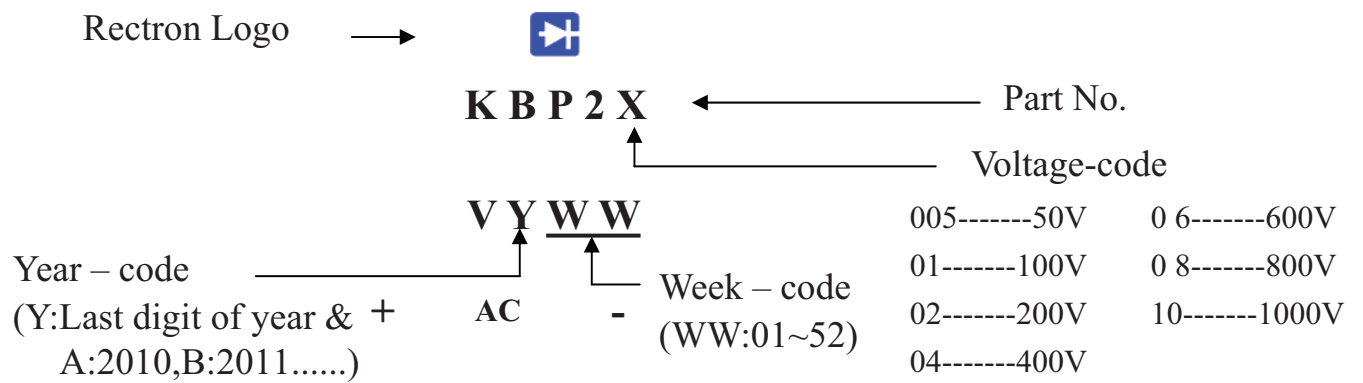 Rectron Logo
K B P 2 X
Part No.
Voltage-code
V Y W W
005-------50V 0 6-------600V
01-------100V 0 8-------800V
02-------200V 10-------1000V
04-------400V
Year – code
(Y:Last digit of year &
A:2010,B:2011......)
+ AC -
Week – code
(WW:01~52)